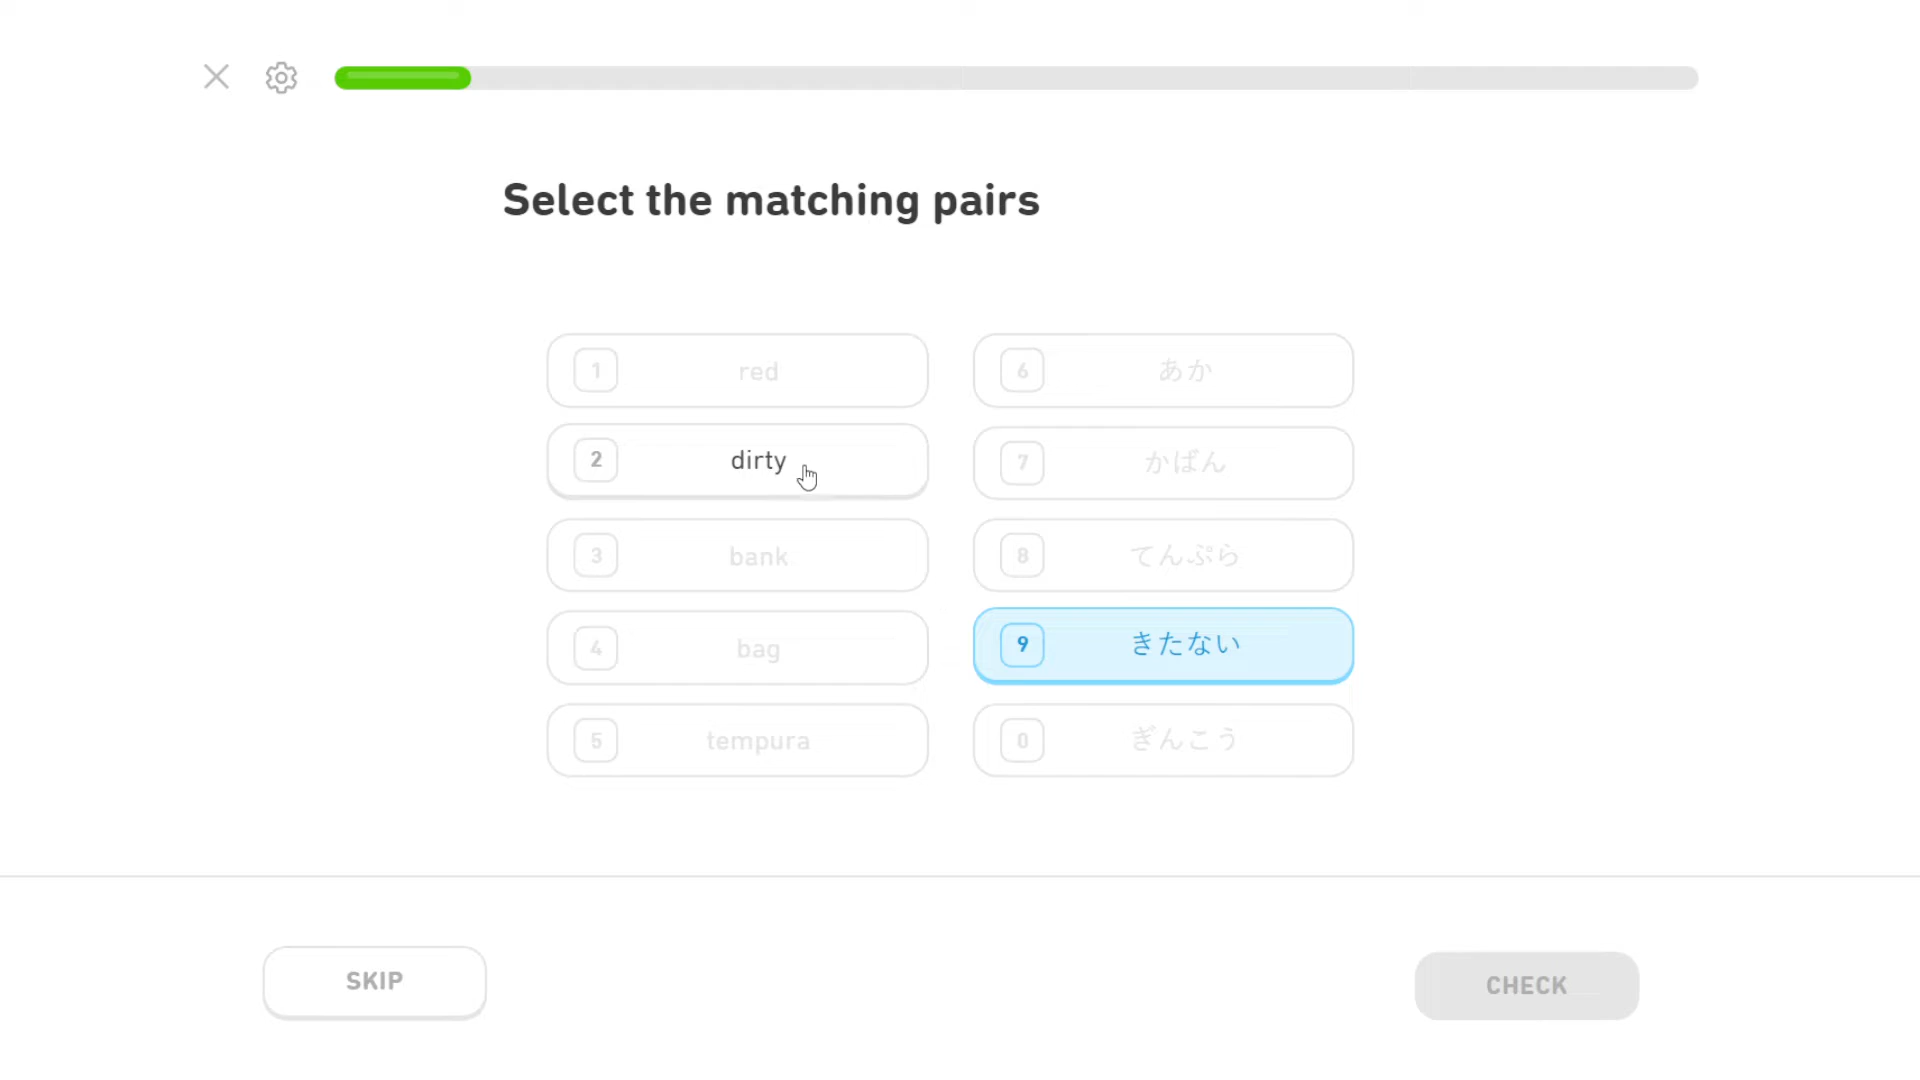 Select the matching pairs
1 red
6 あか
2 dirty
7 かばん
3 bank
8 てんぷら
4 bag
9 きたない
5 tempura
0 ぎんこう
SKIP
CHECK